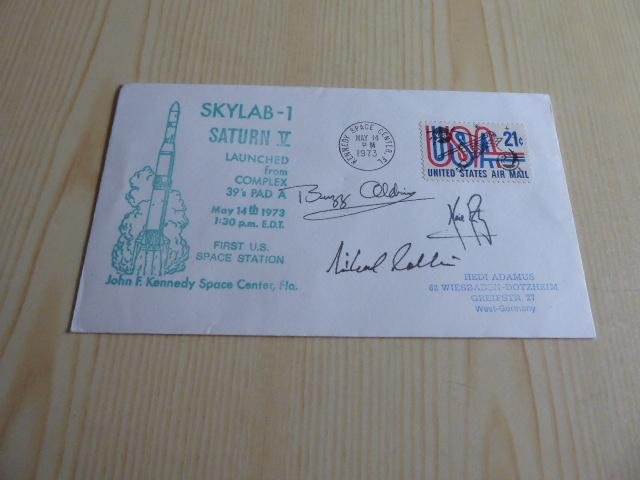 SKYLAB-1
SATURN V
LAUNCHED
from
COMPLEX
39's PAD A
May 14th 1973
1:30 p.m. E.D.T.
FIRST U.S.
SPACE STATION
John F. Kennedy Space Center, Fla.
KENNEDY SPACE CENTER, FL
MAY 14
PM
1973
USA 21¢
UNITED STATES AIR MAIL
Buzz Aldrin
Michael Collins
HEDI ADAMUS
62 WIESBADEN-DOTZHEIM
GREIFSTR. 27
West-Germany